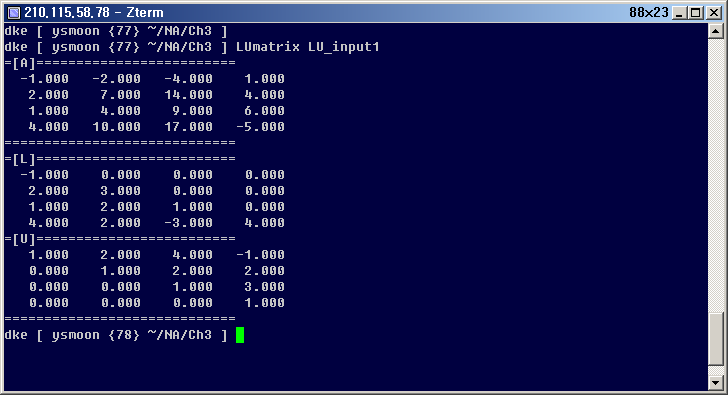 210.115.58.78 - Zterm 88x23
dke [ ysmoon {77} ~/NA/Ch3 ]
dke [ ysmoon {77} ~/NA/Ch3 ] LUmatrix LU_input1
=[A]=========================
-1.000 -2.000 -4.000 1.000
2.000 7.000 14.000 4.000
1.000 4.000 9.000 6.000
4.000 10.000 17.000 -5.000
=============================
=[L]=========================
-1.000 0.000 0.000 0.000
2.000 3.000 0.000 0.000
1.000 2.000 1.000 0.000
4.000 2.000 -3.000 4.000
=[U]=========================
1.000 2.000 4.000 -1.000
0.000 1.000 2.000 2.000
0.000 0.000 1.000 3.000
0.000 0.000 0.000 1.000
=============================
dke [ ysmoon {78} ~/NA/Ch3 ]